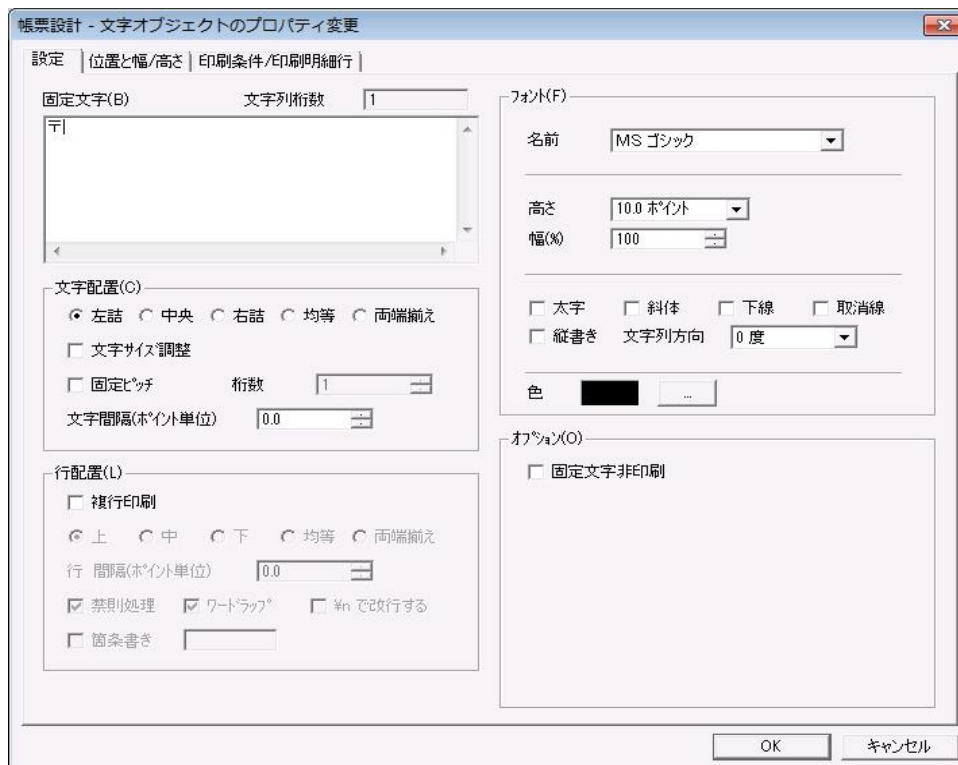 帳票設計 - 文字オブジェクトのプロパティ変更
設定 位置と幅/高さ 印刷条件/印刷明細行
固定文字(B) 文字列桁数 1
〒
文字配置(C)
左詰 中央 右詰 均等 両端揃え
文字ｻｲｽﾞ調整
固定ﾋﾟｯﾁ 桁数 1
文字間隔(ﾎﾟｲﾝﾄ単位) 0.0
行配置(L)
複行印刷
上 中 下 均等 両端揃え
行 間隔(ﾎﾟｲﾝﾄ単位) 0.0
禁則処理 ﾜｰﾄﾞﾗｯﾌﾟ ¥n で改行する
箇条書き
ﾌｫﾝﾄ(F)
名前 ＭＳ ゴシック
高さ 10.0 ﾎﾟｲﾝﾄ
幅(%) 100
太字 斜体 下線 取消線
縦書き 文字列方向 0 度
色 ...
ｵﾌﾟｼｮﾝ(O)
固定文字非印刷
OK キャンセル